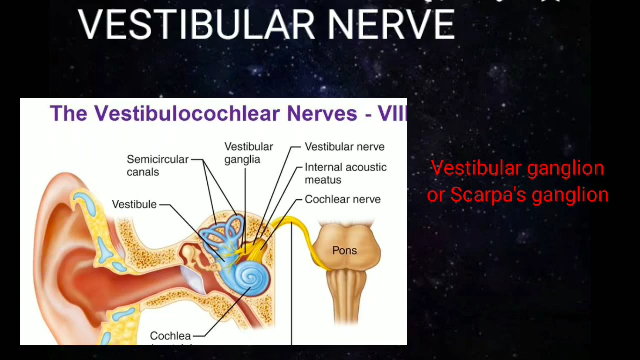 VESTIBULAR NERVE
The Vestibulocochlear Nerves - VIII
Vestibular
ganglia
Vestibular nerve
Semicircular
canals
Internal acoustic
meatus
Vestibule
Cochlear nerve
Pons
Cochlea
Vestibular ganglion
or Scarpa's ganglion